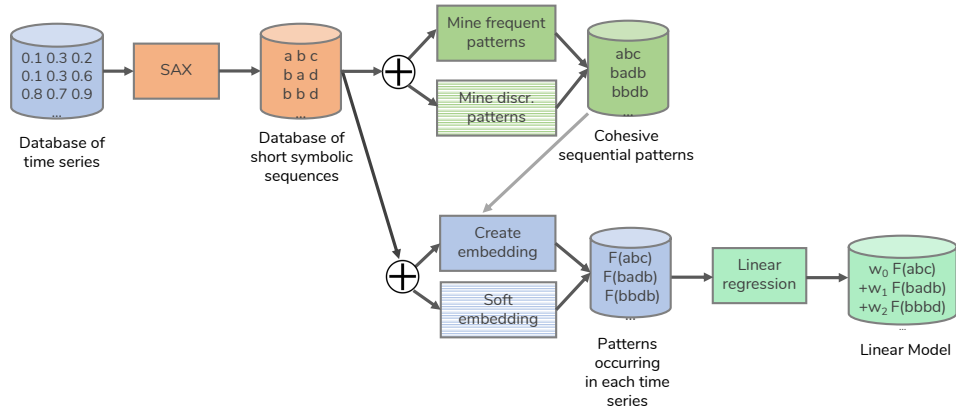 0.1 0.3 0.2
0.1 0.3 0.6
0.8 0.7 0.9
...
Database of
time series
SAX
a b c
b a d
b b d
...
Database of
short symbolic
sequences
Mine frequent
patterns
Mine discr.
patterns
abc
badb
bbdb
...
Cohesive
sequential patterns
Create
embedding
Soft
embedding
F(abc)
F(badb)
F(bbdb)
...
Patterns
occurring
in each time
series
Linear
regression
w₀ F(abc)
+w₁ F(badb)
+w₂ F(bbbd)
...
Linear Model